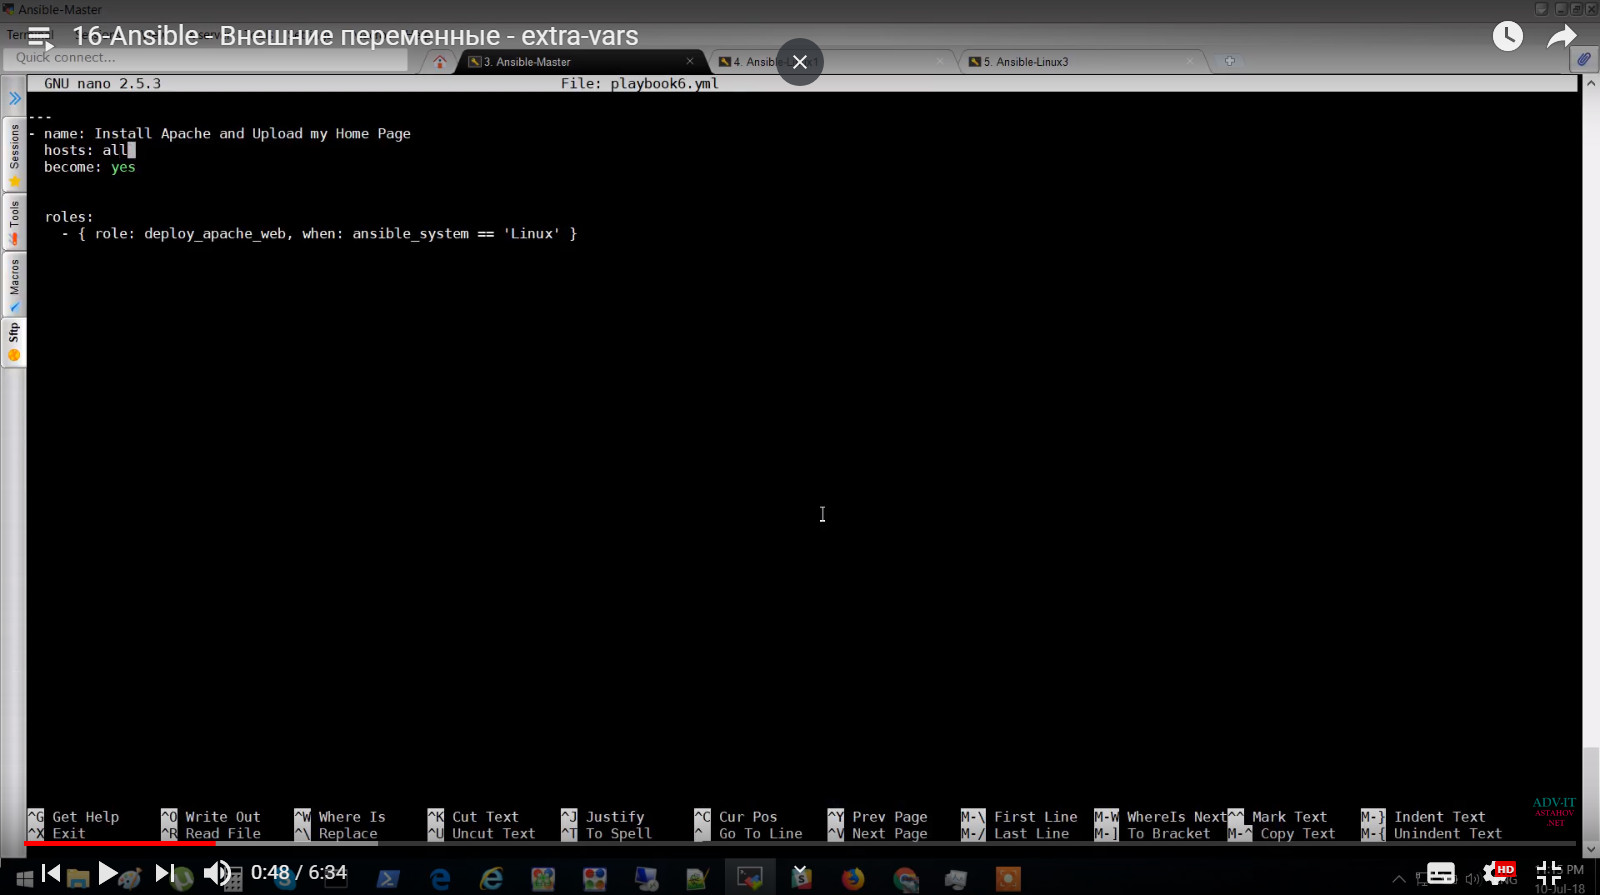 Ansible-Master
16-Ansible - Внешние переменные - extra-vars
Quick connect...
3. Ansible-Master
5. Ansible-Linux3
GNU nano 2.5.3
File: playbook6.yml
---
- name: Install Apache and Upload my Home Page
hosts: all
become: yes
roles:
- { role: deploy_apache_web, when: ansible_system == 'Linux' }
Sessions
Tools
Macros
Sftp
^G Get Help ^O Write Out ^W Where Is ^K Cut Text ^J Justify ^C Cur Pos ^Y Prev Page M-\ First Line M-W WhereIs Next ^^ Mark Text M-} Indent Text
^X Exit ^R Read File ^\ Replace ^U Uncut Text ^T To Spell ^_ Go To Line ^V Next Page M-/ Last Line M-] To Bracket M-^ Copy Text M-{ Unindent Text
ADV-IT
ASTAHOV
.NET
0:48 / 6:34
HD
PM
10-Jul-18